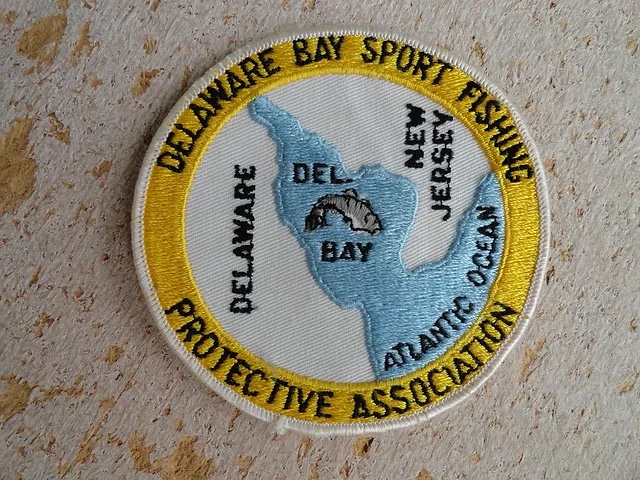 DELAWARE BAY SPORT FISHING
NEW
JERSEY
DEL.
DELAWARE
BAY
ATLANTIC OCEAN
PROTECTIVE ASSOCIATION